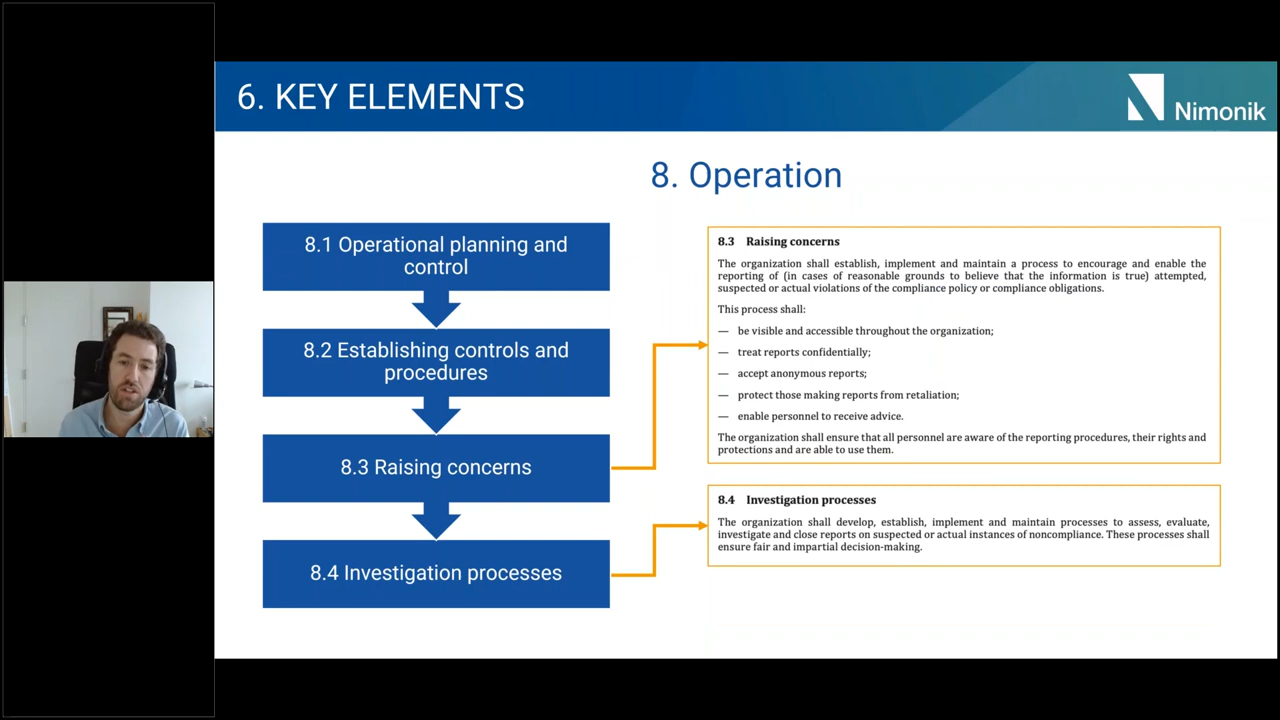 6. KEY ELEMENTS
Nimonik
8. Operation
8.1 Operational planning and
control
8.2 Establishing controls and
procedures
8.3 Raising concerns
8.4 Investigation processes
8.3 Raising concerns
The organization shall establish, implement and maintain a process to encourage and enable the
reporting of (in cases of reasonable grounds to believe that the information is true) attempted,
suspected or actual violations of the compliance policy or compliance obligations.
This process shall:
— be visible and accessible throughout the organization;
— treat reports confidentially;
— accept anonymous reports;
— protect those making reports from retaliation;
— enable personnel to receive advice.
The organization shall ensure that all personnel are aware of the reporting procedures, their rights and
protections and are able to use them.
8.4 Investigation processes
The organization shall develop, establish, implement and maintain processes to assess, evaluate,
investigate and close reports on suspected or actual instances of noncompliance. These processes shall
ensure fair and impartial decision-making.